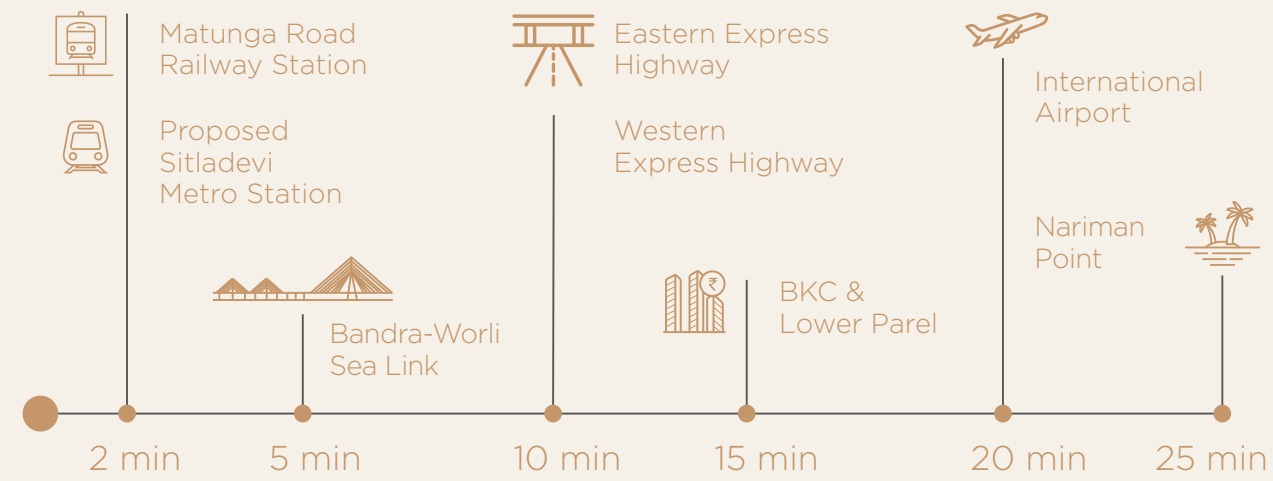 Matunga Road
Railway Station
Proposed
Sitladevi
Metro Station
Bandra-Worli
Sea Link
Eastern Express
Highway
Western
Express Highway
₹
BKC &
Lower Parel
International
Airport
Nariman
Point
2 min
5 min
10 min
15 min
20 min
25 min